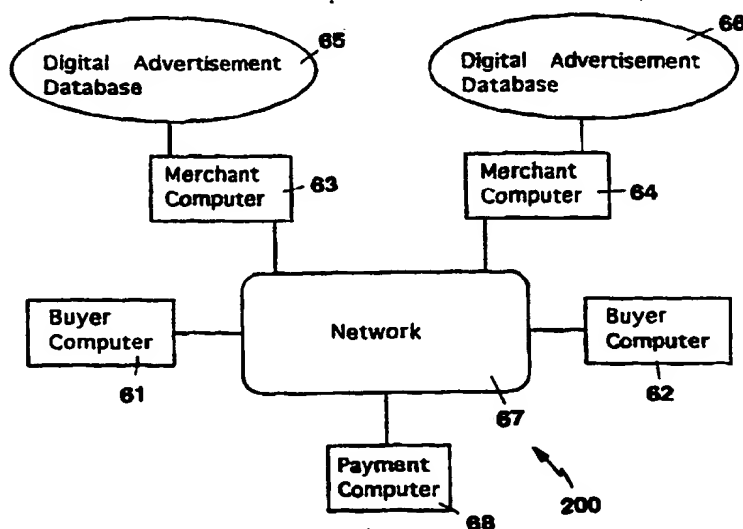 65
Digital Advertisement
Database
66
Digital Advertisement
Database
Merchant
Computer
63
Merchant
Computer
64
Buyer
Computer
61
Network
67
Buyer
Computer
62
Payment
Computer
68
200